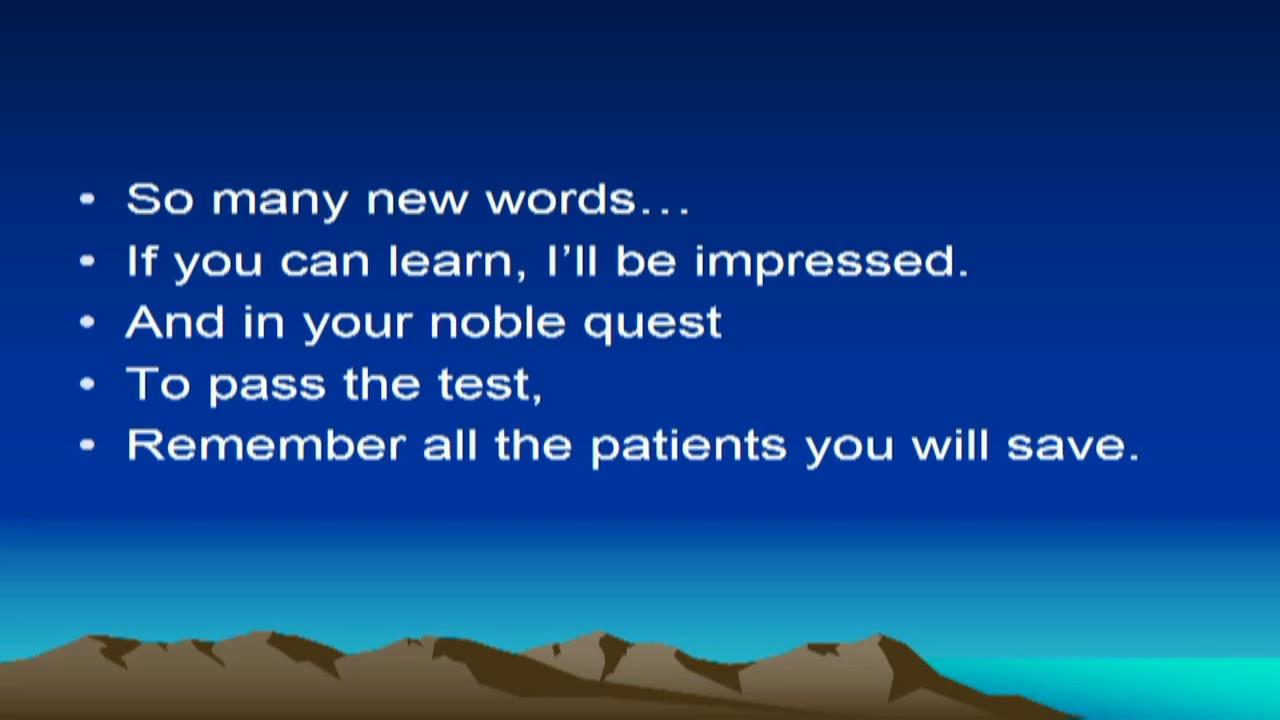 • So many new words…
• If you can learn, I’ll be impressed.
• And in your noble quest
• To pass the test,
• Remember all the patients you will save.